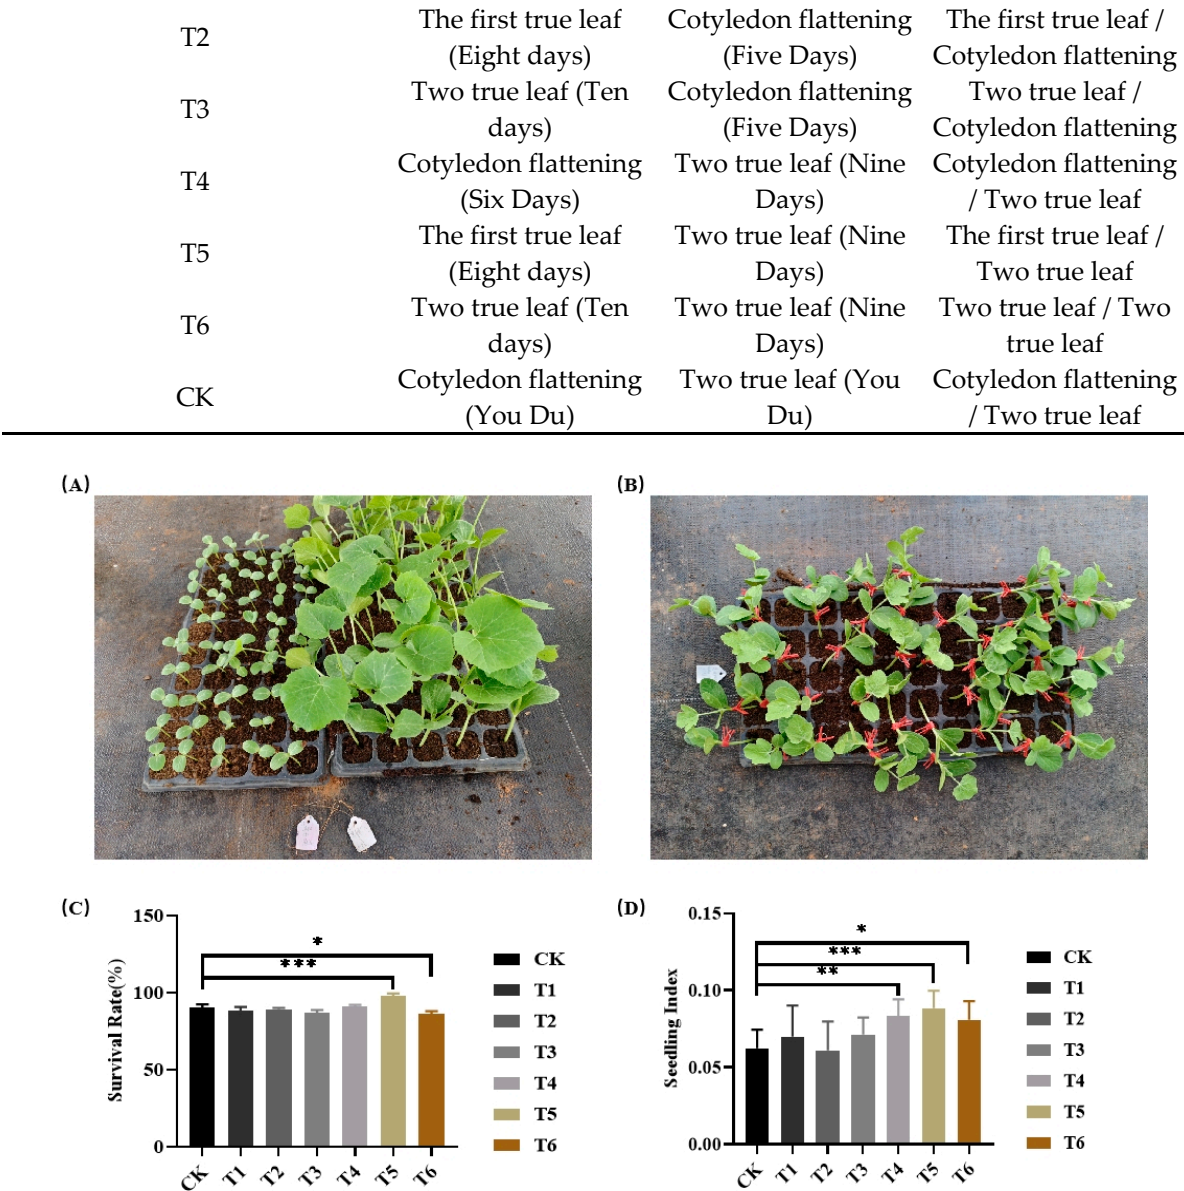 T2
The first true leaf
(Eight days)
Cotyledon flattening
(Five Days)
The first true leaf /
Cotyledon flattening
T3
Two true leaf (Ten
days)
Cotyledon flattening
(Five Days)
Two true leaf /
Cotyledon flattening
T4
Cotyledon flattening
(Six Days)
Two true leaf (Nine
Days)
Cotyledon flattening
/ Two true leaf
T5
The first true leaf
(Eight days)
Two true leaf (Nine
Days)
The first true leaf /
Two true leaf
T6
Two true leaf (Ten
days)
Two true leaf (Nine
Days)
Two true leaf / Two
true leaf
CK
Cotyledon flattening
(You Du)
Two true leaf (You
Du)
Cotyledon flattening
/ Two true leaf
(A)
(B)
(C)
Survival Rate(%)
150
100
50
0
*
***
CK
T1
T2
T3
T4
T5
T6
CK
T1
T2
T3
T4
T5
T6
(D)
Seedling Index
0.15
0.10
0.05
0.00
*
***
**
CK
T1
T2
T3
T4
T5
T6
CK
T1
T2
T3
T4
T5
T6